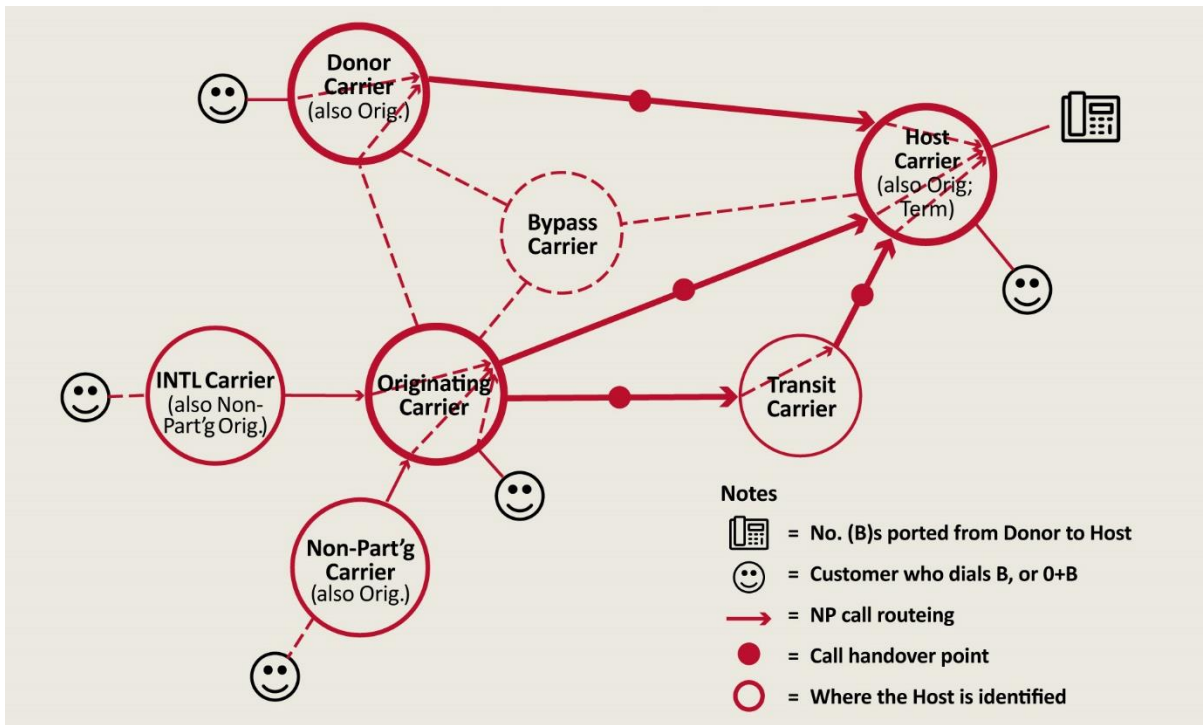 Donor
Carrier
(also Orig.)
Host
Carrier
(also Orig;
Term)
Bypass
Carrier
INTL Carrier
(also Non-
Part'g Orig.)
Originating
Carrier
Transit
Carrier
Non-Part’g
Carrier
(also Orig.)
Notes
= No. (B)s ported from Donor to Host
= Customer who dials B, or 0+B
= NP call routeing
= Call handover point
= Where the Host is identified